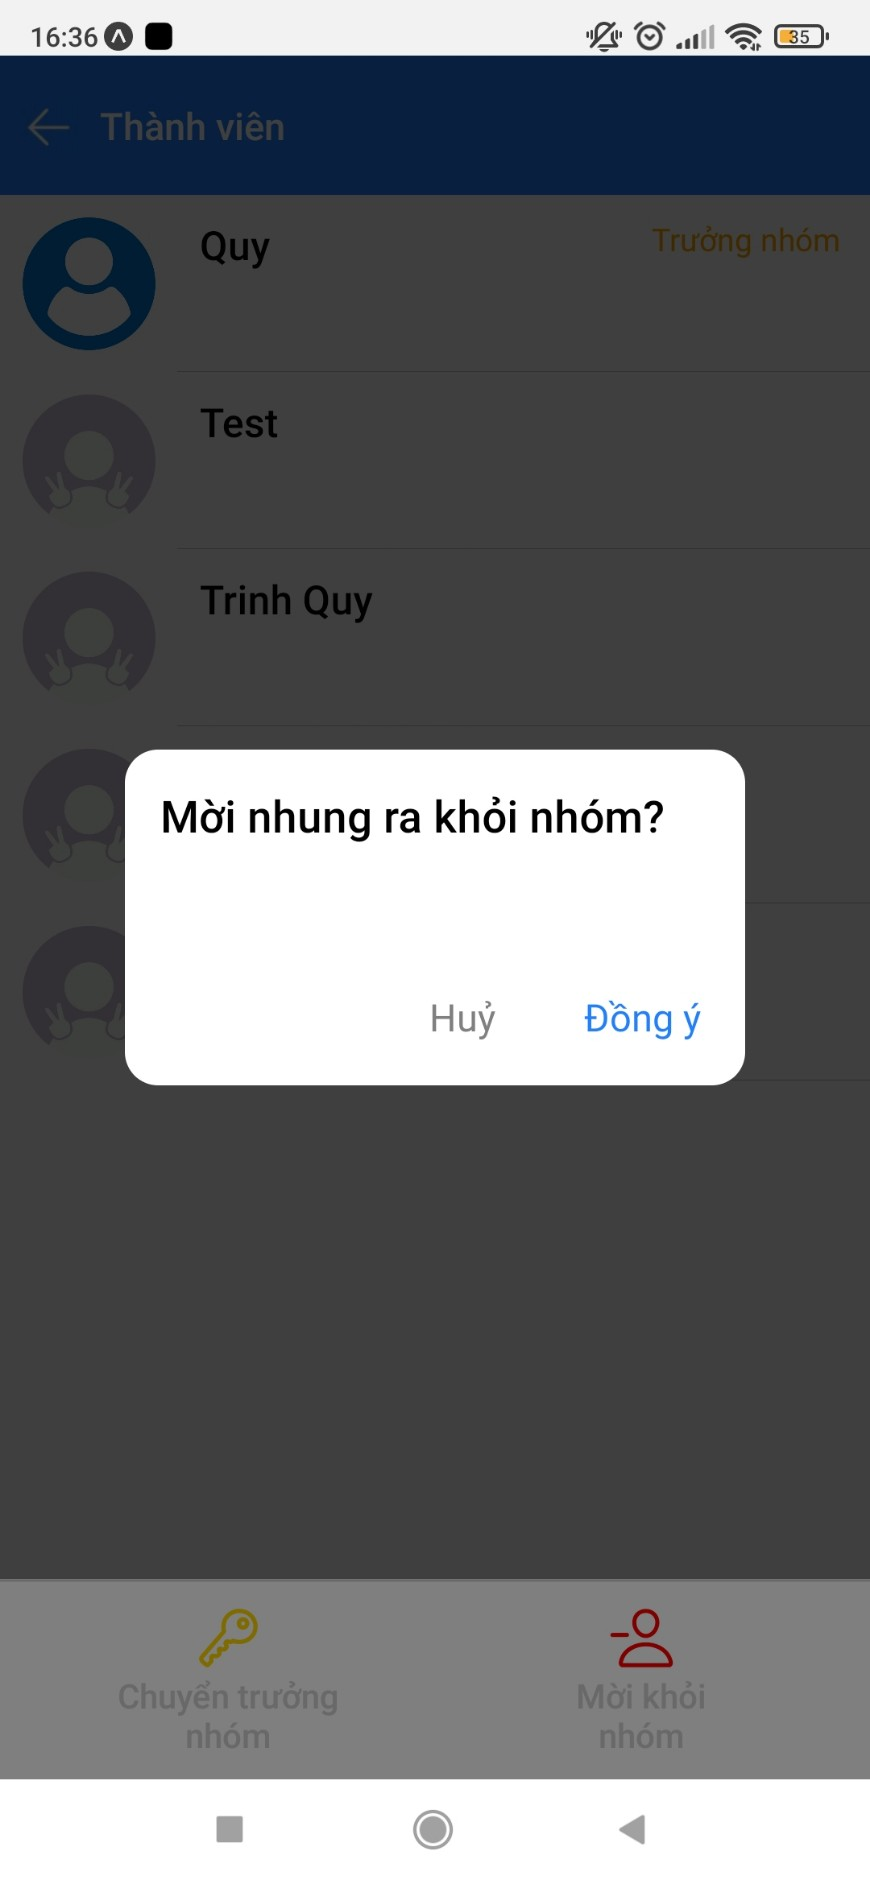 16:36
35
Thành viên
Quy
Trưởng nhóm
Test
Trinh Quy
Mời nhung ra khỏi nhóm?
Huỷ
Đồng ý
Chuyển trưởng
nhóm
Mời khỏi
nhóm